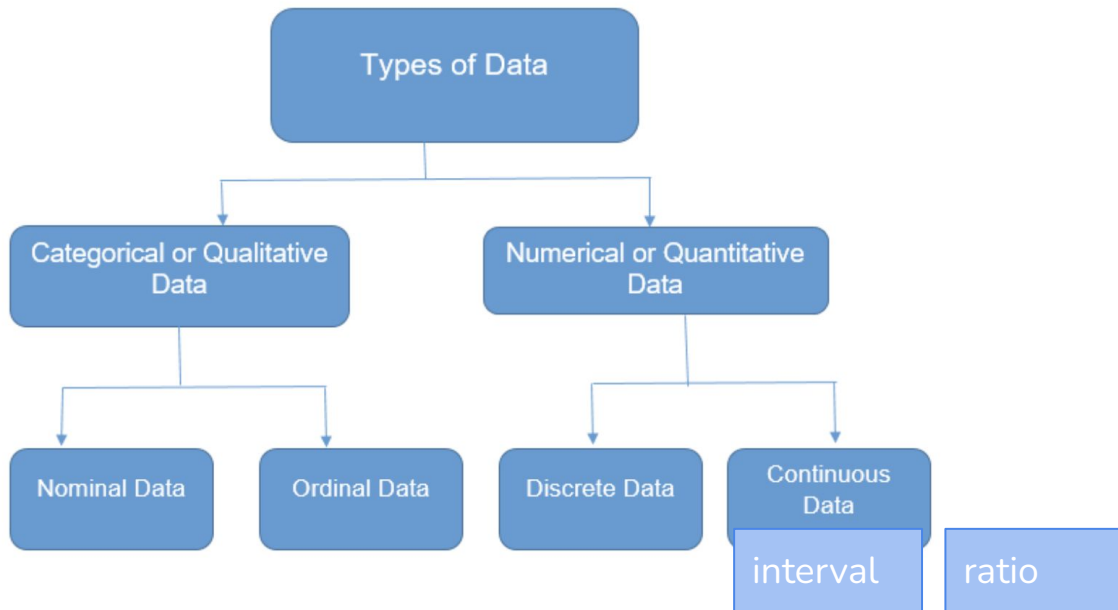 Types of Data
Categorical or Qualitative
Data
Numerical or Quantitative
Data
Nominal Data
Ordinal Data
Discrete Data
Continuous
Data
interval
ratio